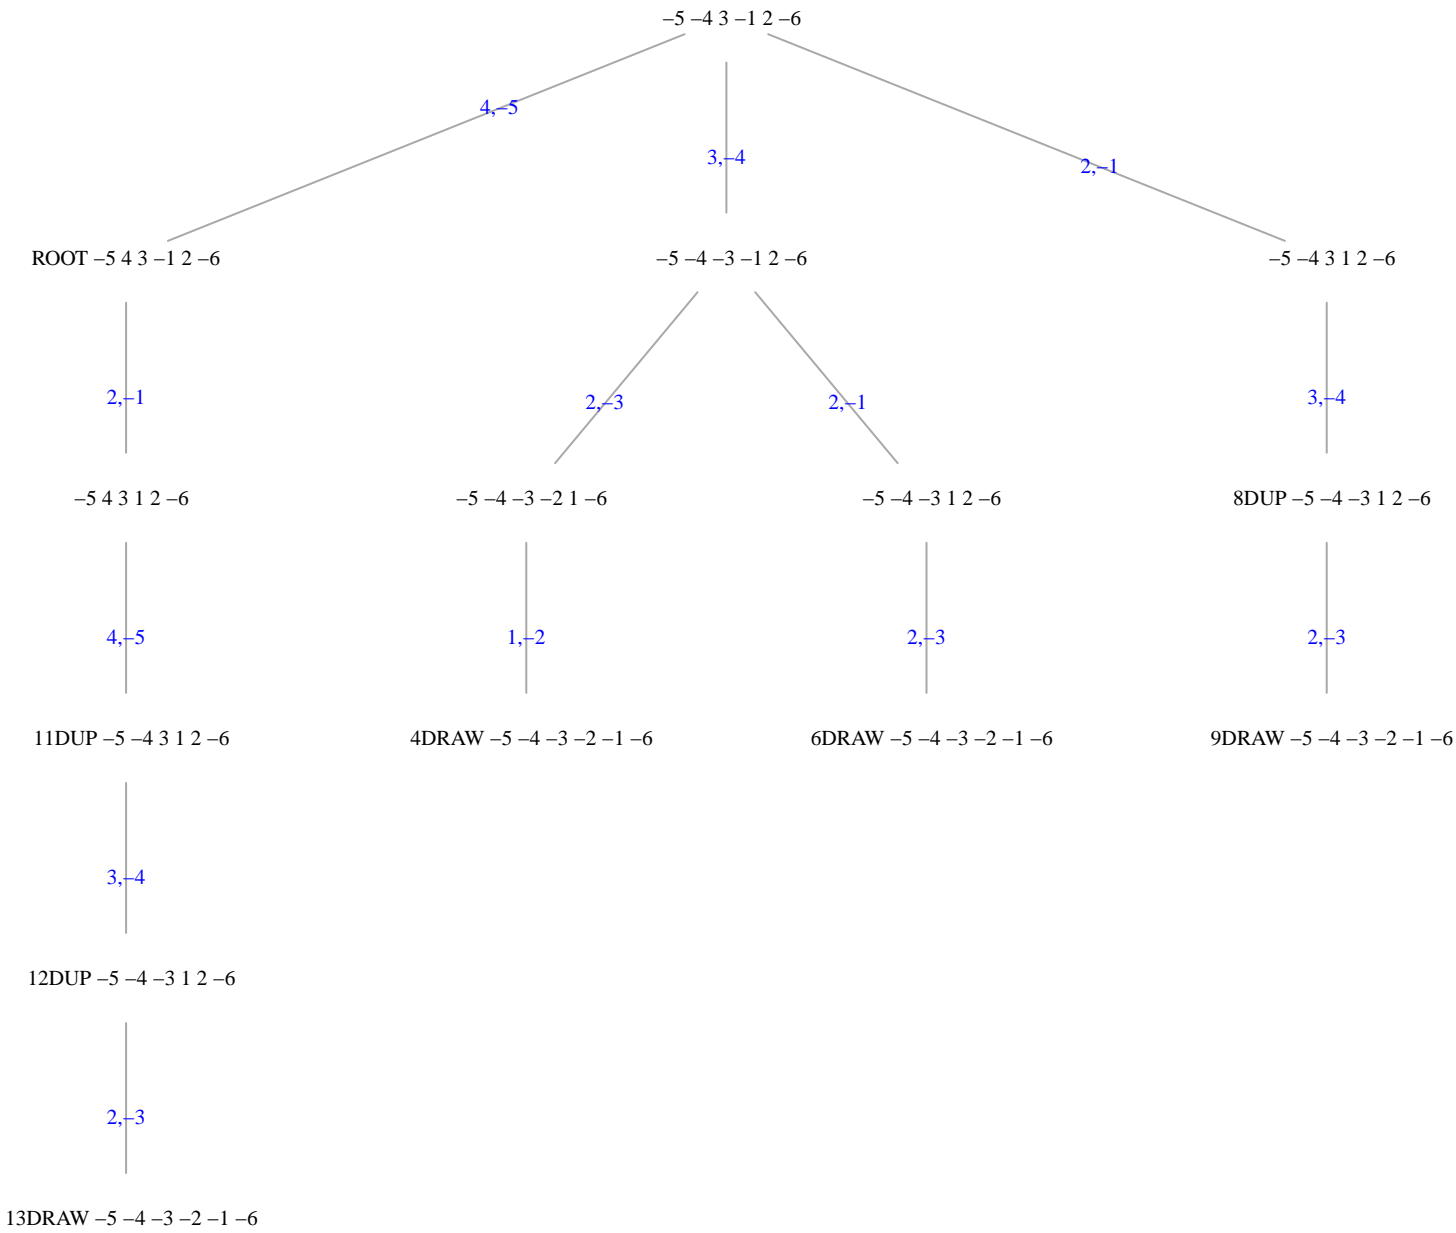 –5 –4 3 –1 2 –6
4,–5
3,–4
2,–1
ROOT –5 4 3 –1 2 –6
–5 –4 –3 –1 2 –6
–5 –4 3 1 2 –6
2,–1
2,–3
2,–1
3,–4
–5 4 3 1 2 –6
–5 –4 –3 –2 1 –6
–5 –4 –3 1 2 –6
8DUP –5 –4 –3 1 2 –6
4,–5
1,–2
2,–3
2,–3
11DUP –5 –4 3 1 2 –6
4DRAW –5 –4 –3 –2 –1 –6
6DRAW –5 –4 –3 –2 –1 –6
9DRAW –5 –4 –3 –2 –1 –6
3,–4
12DUP –5 –4 –3 1 2 –6
2,–3
13DRAW –5 –4 –3 –2 –1 –6